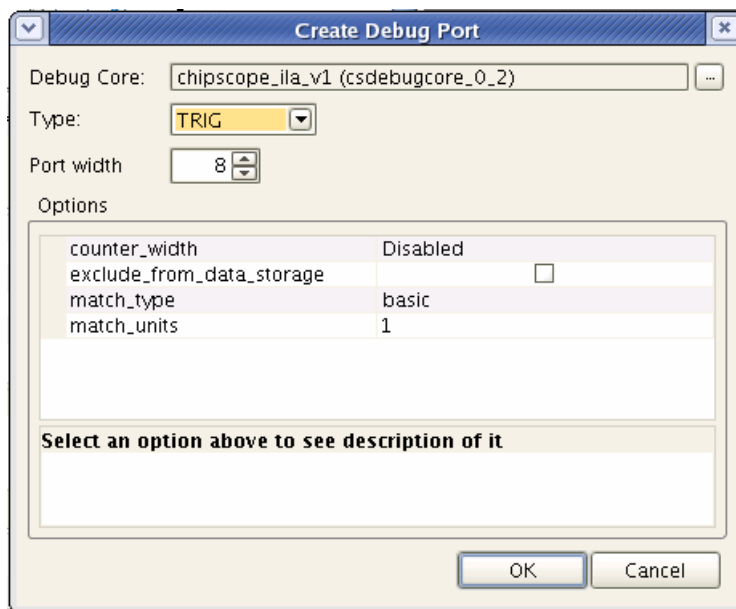 Create Debug Port
Debug Core: chipscope_ila_v1 (csdebugcore_0_2) ...
Type: TRIG
Port width 8
Options
counter_width Disabled
exclude_from_data_storage
match_type basic
match_units 1
Select an option above to see description of it
OK Cancel